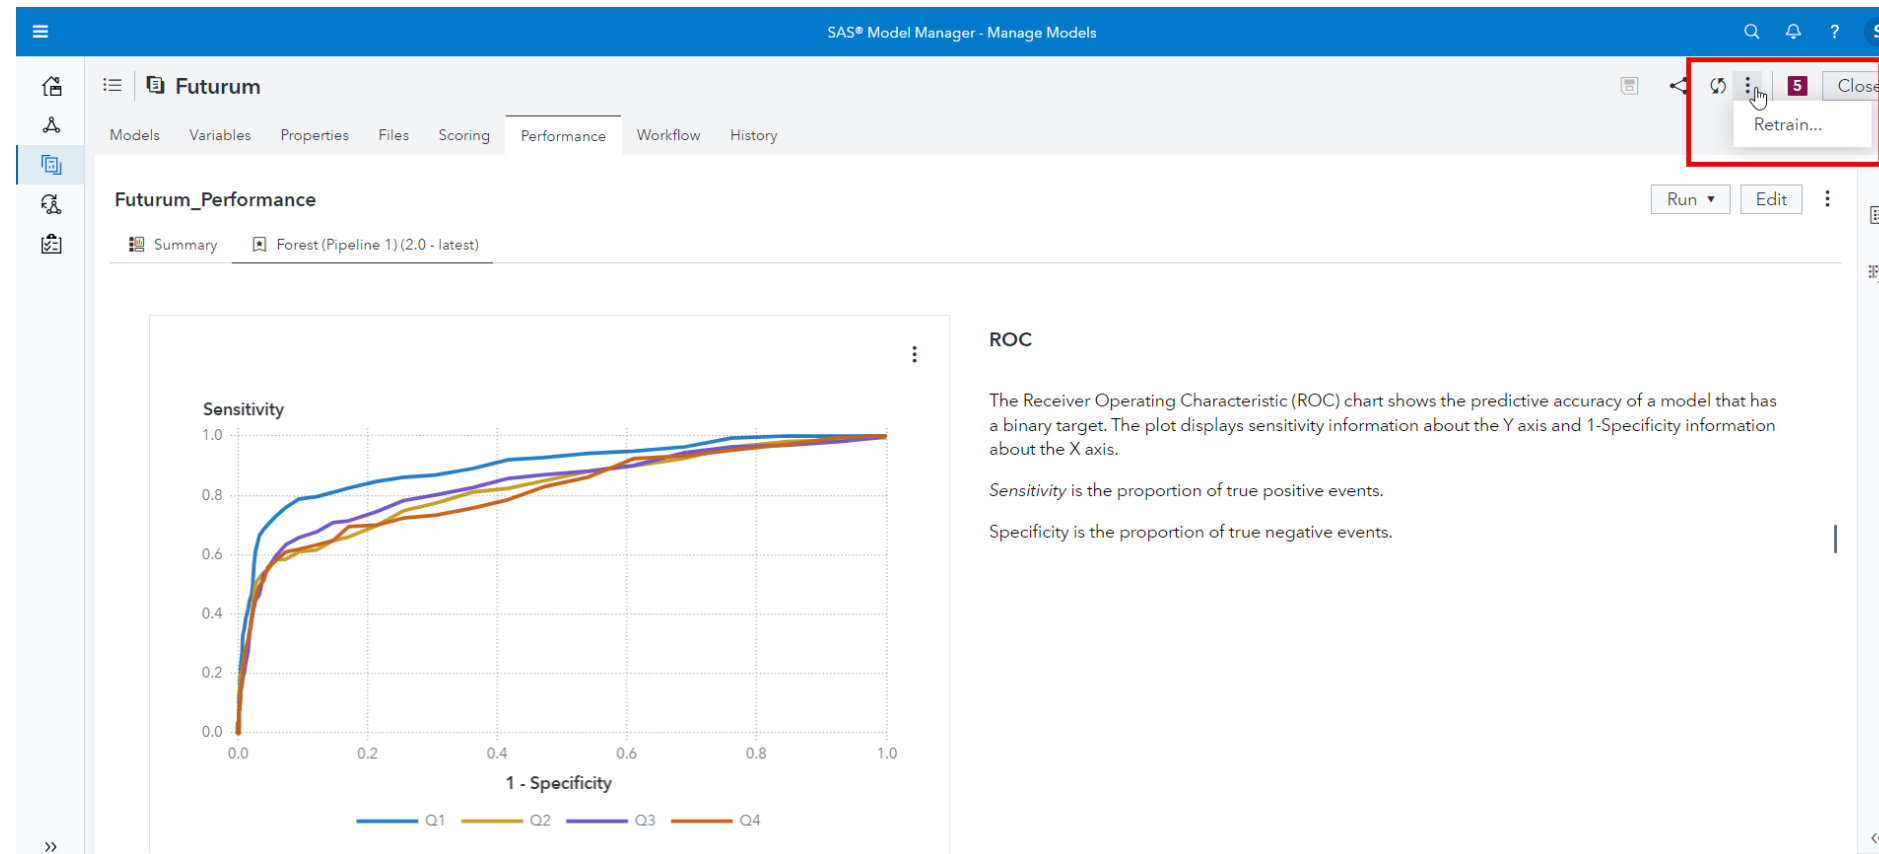 SAS® Model Manager - Manage Models
?
Futurum
5
Close
Retrain...
Models Variables Properties Files Scoring Performance Workflow History
Futurum_Performance
Run Edit
Summary Forest (Pipeline 1) (2.0 - latest)
Sensitivity
1.0
0.8
0.6
0.4
0.2
0.0
0.0 0.2 0.4 0.6 0.8 1.0
1 - Specificity
Q1 Q2 Q3 Q4
ROC
The Receiver Operating Characteristic (ROC) chart shows the predictive accuracy of a model that has
a binary target. The plot displays sensitivity information about the Y axis and 1-Specificity information
about the X axis.
Sensitivity is the proportion of true positive events.
Specificity is the proportion of true negative events.